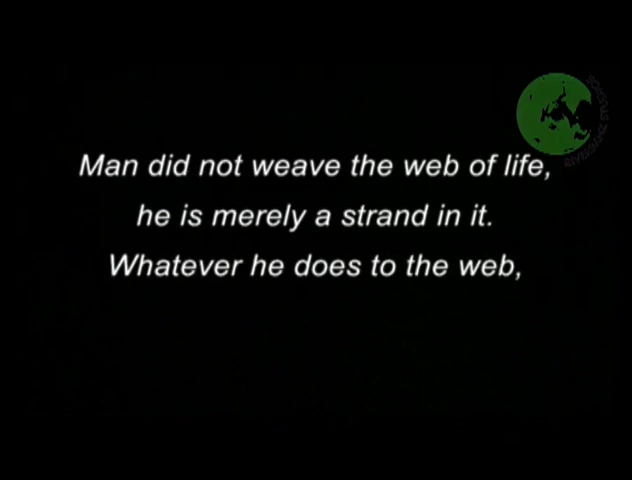 Man did not weave the web of life,
he is merely a strand in it.
Whatever he does to the web,